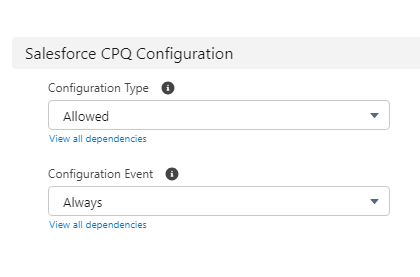 Salesforce CPQ Configuration
Configuration Type
Allowed
View all dependencies
Configuration Event
Always
View all dependencies